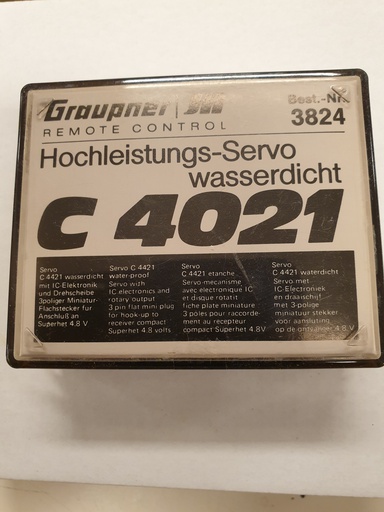 Graupner JR
Best.-Nr.
REMOTE CONTROL
3824
Hochleistungs-Servo
wasserdicht
C 4021
Servo
C 4421 wasserdicht
mit IC-Elektronik
und Drehscheibe
3poliger Miniatur-
Flachstecker für
Anschluß an
Superhet 4.8 V
Servo C 4421
water-proof
Servo with
IC electronics and
rotary output
3 pin flat mini plug
for hook-up to
receiver compact
Superhet 4.8 volts
Servo
C 4421 etanche
Servo mecanisme
avec électronique IC
et disque rotatif
fiche plate miniature
3 pôles pour raccorde-
ment au recepteur
compact Superhet 4.8V
Servo
C 4421 waterdicht
Servo met
IC Electroniek
en draaischijf
met 3-polige
miniatuur stekker
voor aansluiting
op de ontvanger 4.8 V